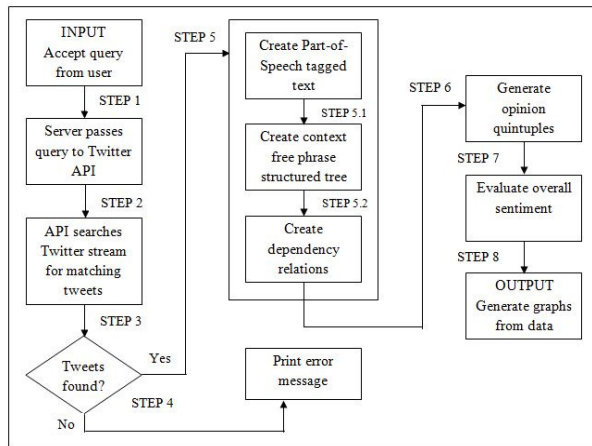 INPUT
Accept query
from user
STEP 1
Server passes
query to Twitter
API
STEP 2
API searches
Twitter stream
for matching
tweets
STEP 3
Tweets
found?
Yes
No
STEP 4
Print error
message
STEP 5
Create Part-of-
Speech tagged
text
STEP 5.1
Create context
free phrase
structured tree
STEP 5.2
Create
dependency
relations
STEP 6
Generate
opinion
quintuples
STEP 7
Evaluate overall
sentiment
STEP 8
OUTPUT
Generate graphs
from data